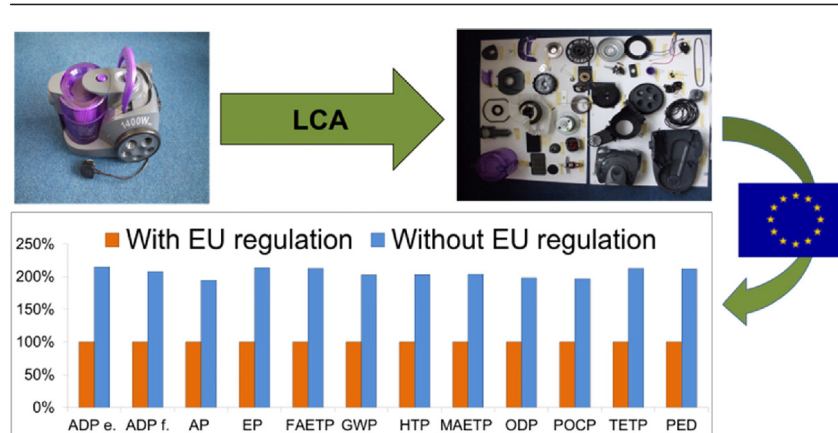 1400W
LCA
With EU regulation Without EU regulation
250%
200%
150%
100%
50%
0%
ADP e. ADP f. AP EP FAETP GWP HTP MAETP ODP POCP TETP PED